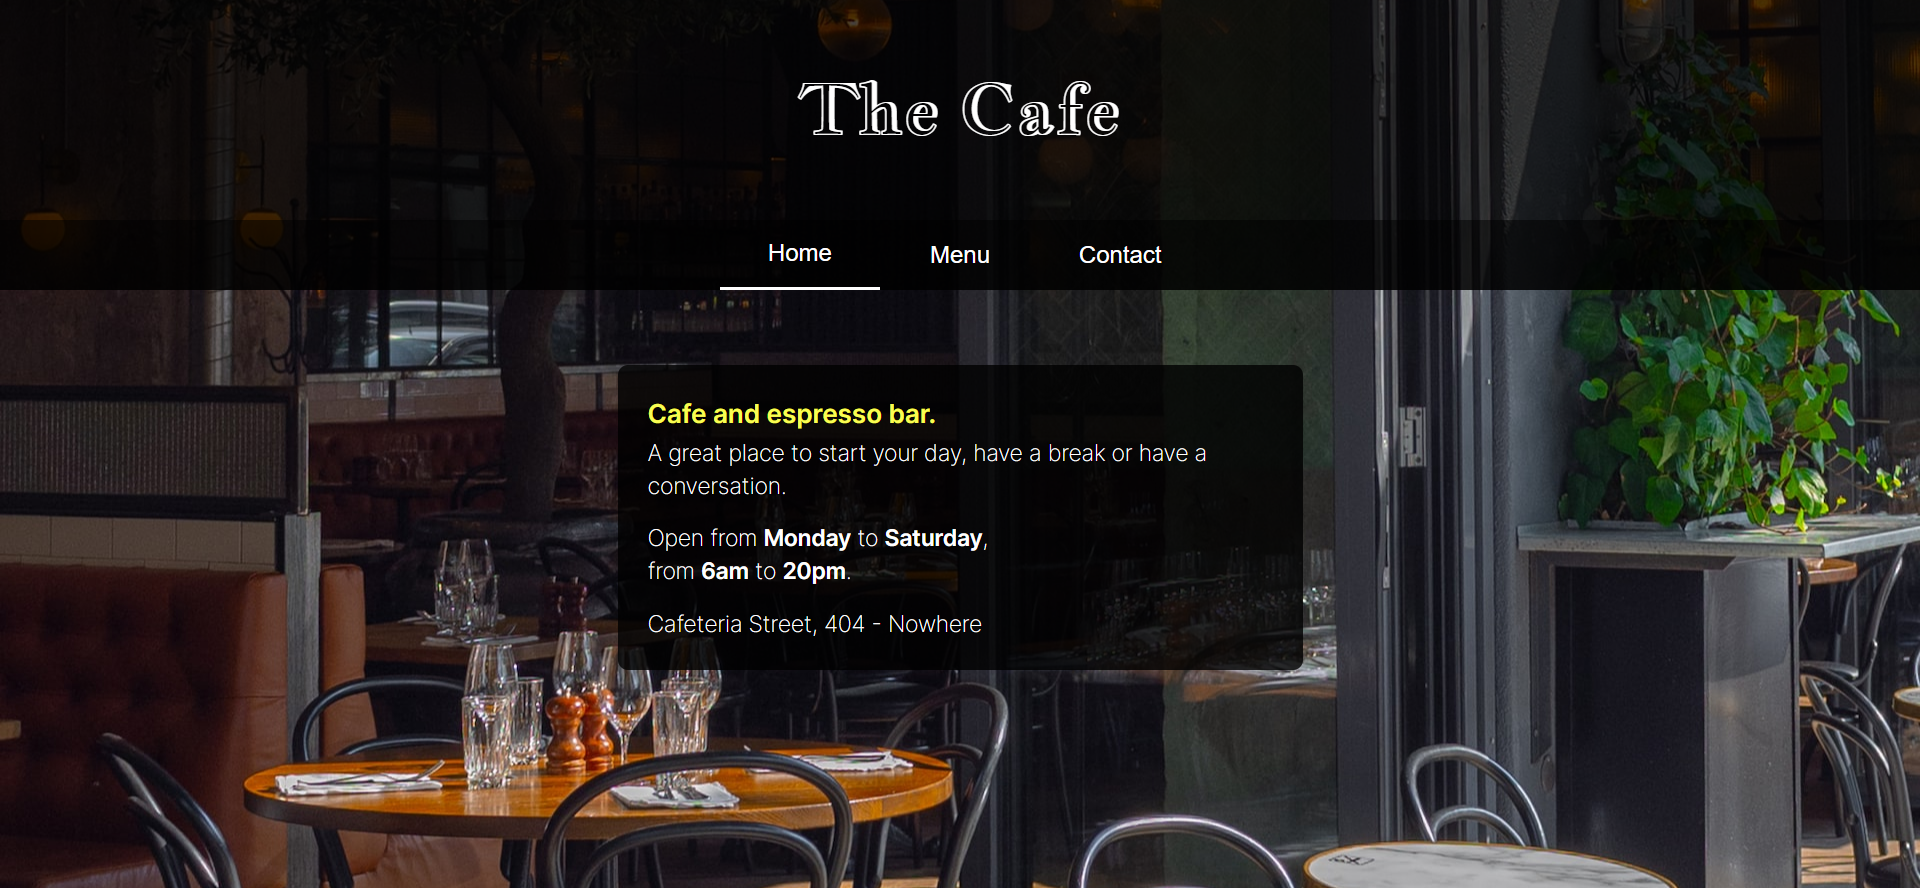 The Cafe
Home Menu Contact
Cafe and espresso bar.
A great place to start your day, have a break or have a
conversation.
Open from Monday to Saturday,
from 6am to 20pm.
Cafeteria Street, 404 - Nowhere